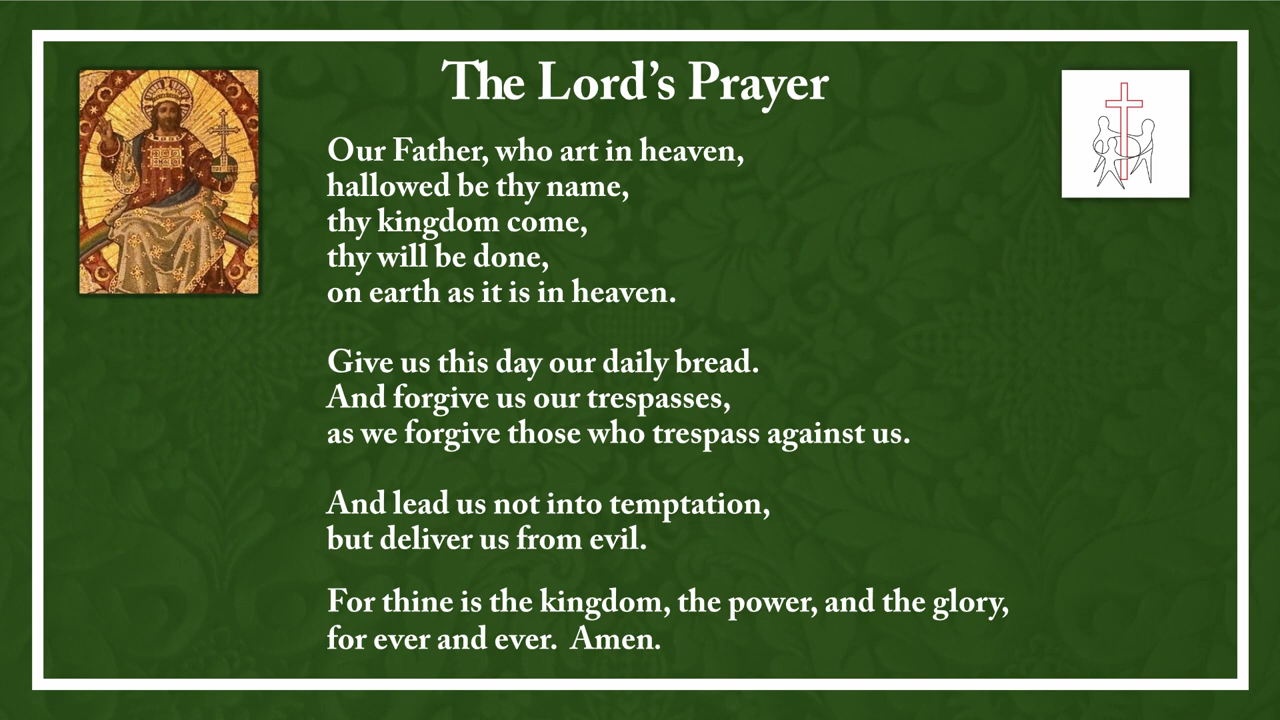 The Lord’s Prayer
Our Father, who art in heaven,
hallowed be thy name,
thy kingdom come,
thy will be done,
on earth as it is in heaven.
Give us this day our daily bread.
And forgive us our trespasses,
as we forgive those who trespass against us.
And lead us not into temptation,
but deliver us from evil.
For thine is the kingdom, the power, and the glory,
for ever and ever.  Amen.